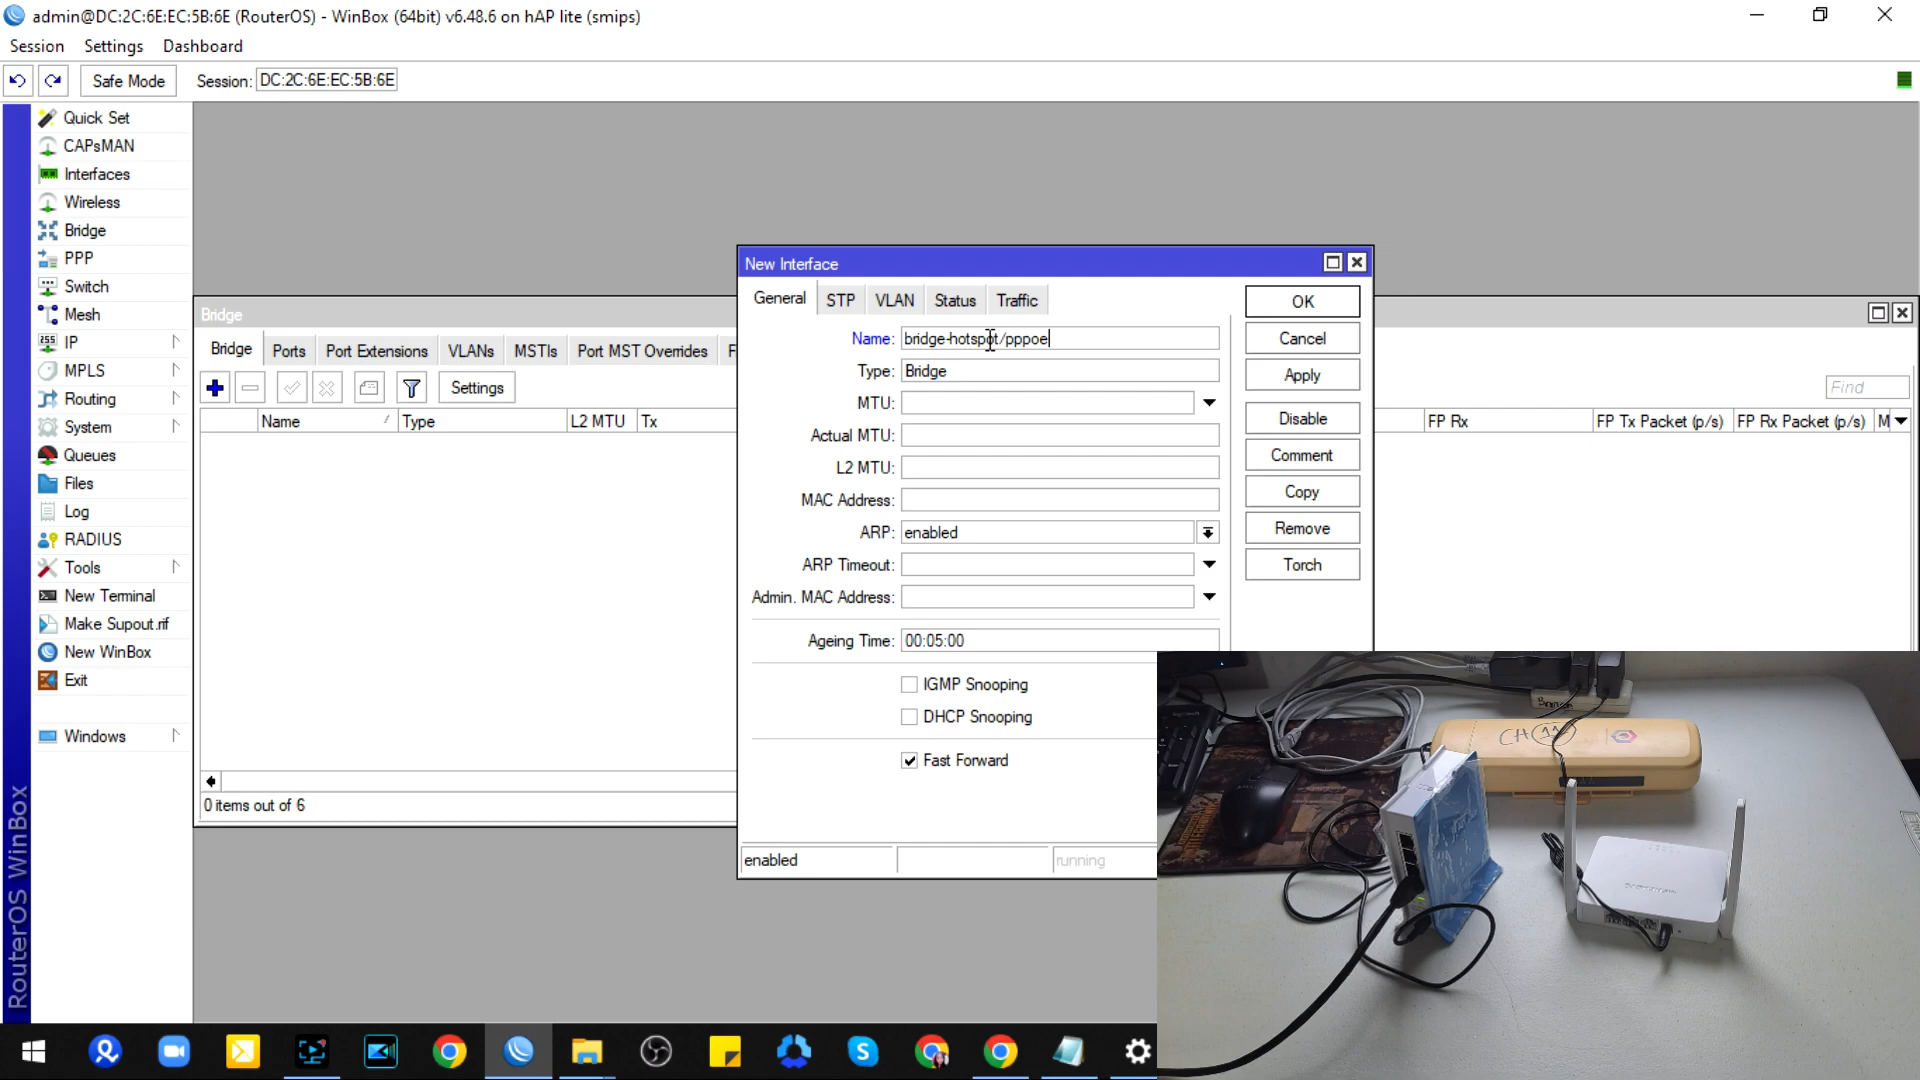 admin@DC:2C:6E:EC:5B:6E (RouterOS) - WinBox (64bit) v6.48.6 on hAP lite (smips)
Session Settings Dashboard
Safe Mode Session: DC:2C:6E:EC:5B:6E
Quick Set
CAPsMAN
Interfaces
Wireless
Bridge
PPP
Switch
Mesh
255 IP
MPLS
Routing
System
Queues
Files
Log
RADIUS
Tools
New Terminal
Make Supout.rif
New WinBox
Exit
Windows
RouterOS WinBox
Bridge
Bridge Ports Port Extensions VLANs MSTIs Port MST Overrides F
Settings
Find
Name Type L2 MTU Tx FP Rx FP Tx Packet (p/s) FP Rx Packet (p/s) M
0 items out of 6
New Interface
General STP VLAN Status Traffic
Name: bridge-hotspot/pppoe
Type: Bridge
MTU:
Actual MTU:
L2 MTU:
MAC Address:
ARP: enabled
ARP Timeout:
Admin. MAC Address:
Ageing Time: 00:05:00
IGMP Snooping
DHCP Snooping
Fast Forward
enabled running
OK
Cancel
Apply
Disable
Comment
Copy
Remove
Torch
CH 11